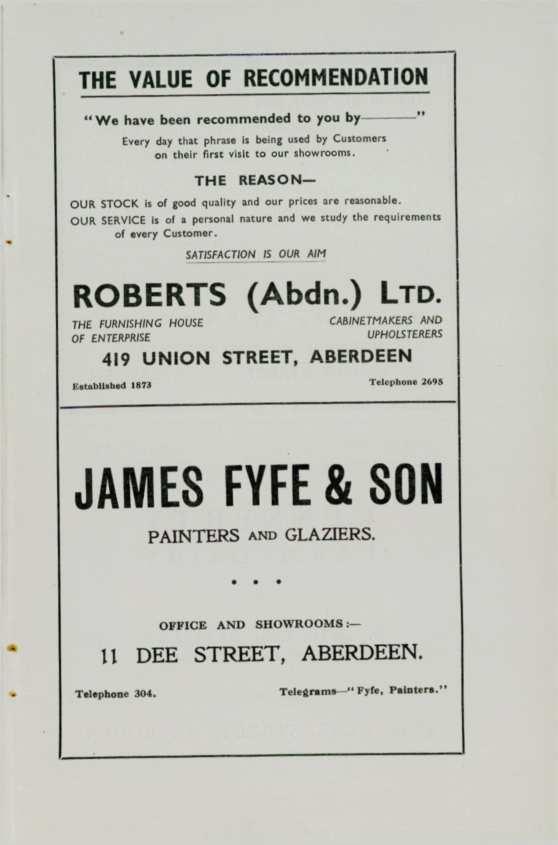 THE VALUE OF RECOMMENDATION
"We have been recommended to you by————"
Every day that phrase is being used by Customers
on their first visit to our showrooms.
THE REASON—
OUR STOCK is of good quality and our prices are reasonable.
OUR SERVICE is of a personal nature and we study the requirements
of every Customer.
SATISFACTION IS OUR AIM
ROBERTS (Abdn.) LTD.
THE FURNISHING HOUSE
OF ENTERPRISE
CABINETMAKERS AND
UPHOLSTERERS
419 UNION STREET, ABERDEEN
Established 1873
Telephone 2698
JAMES FYFE & SON
PAINTERS AND GLAZIERS.
• • •
OFFICE AND SHOWROOMS:—
11 DEE STREET, ABERDEEN.
Telephone 304.
Telegrams—"Fyfe, Painters."